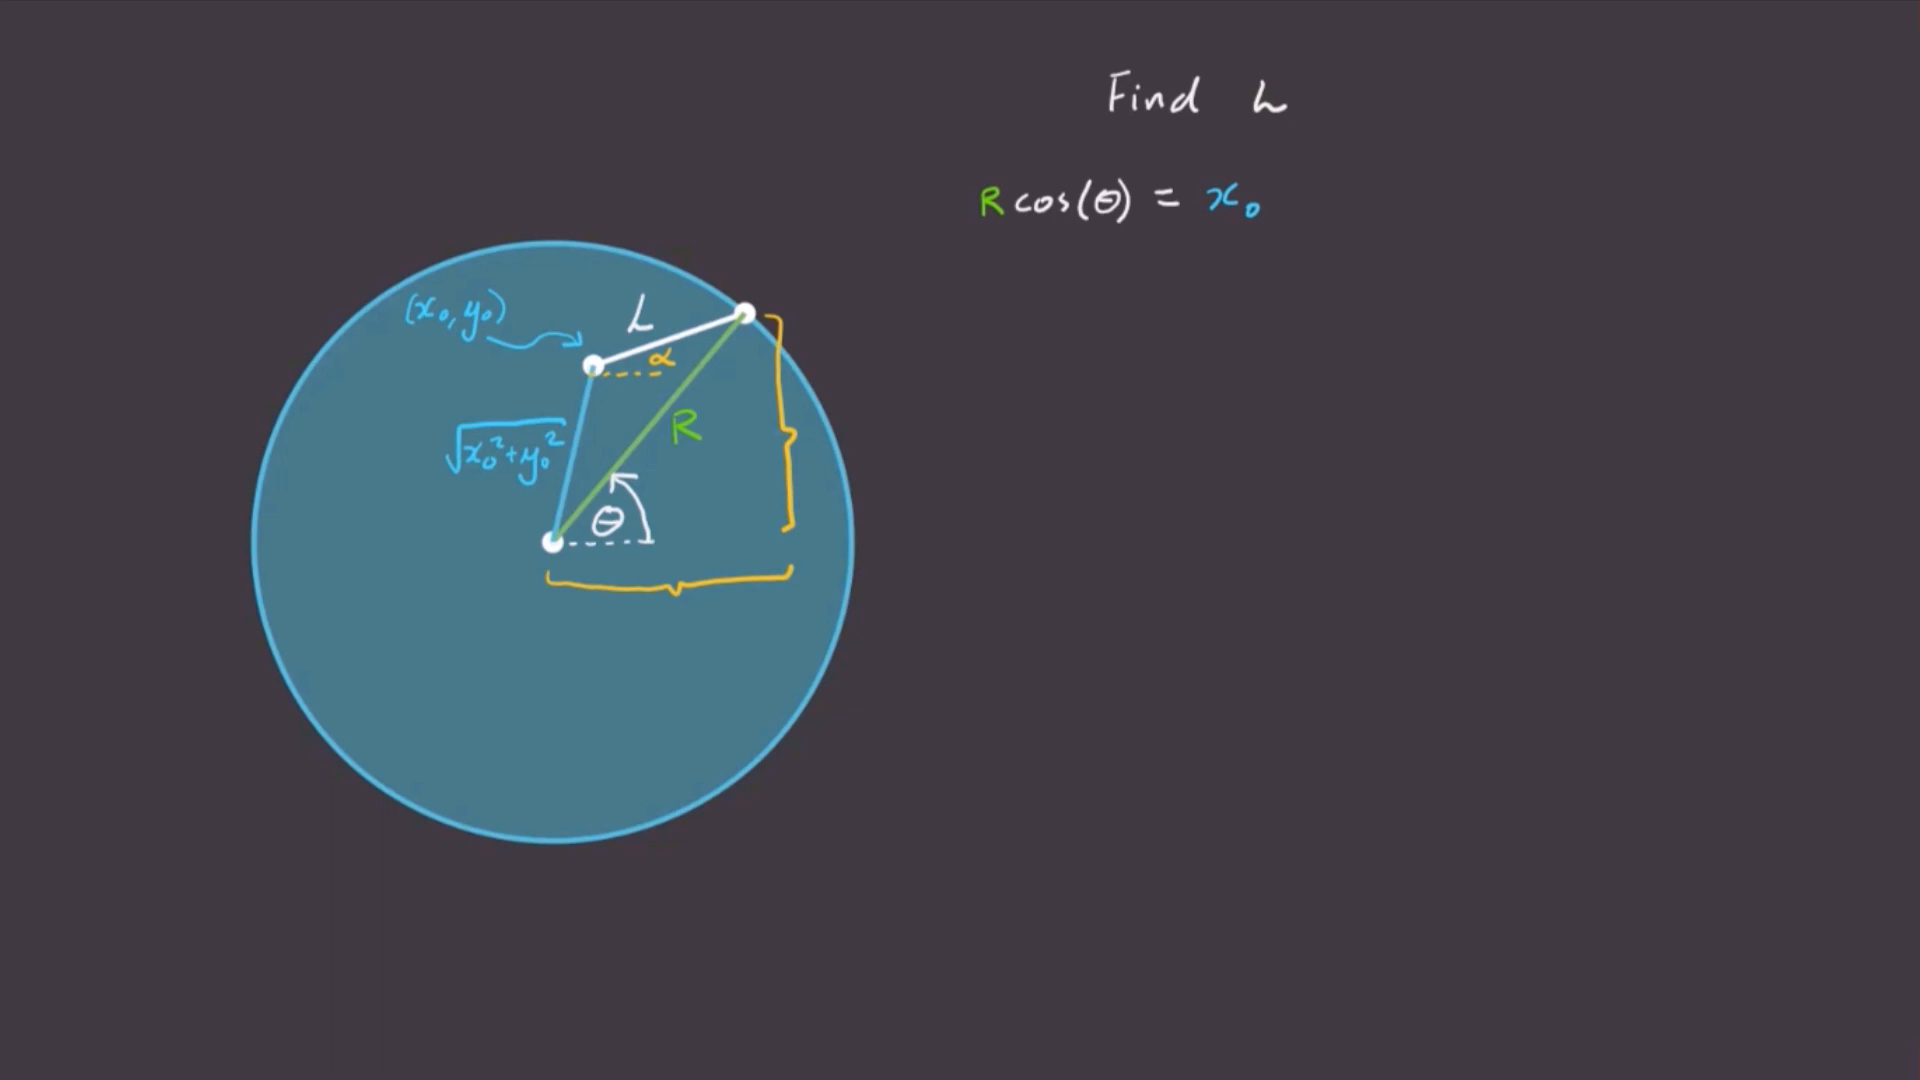 Find L
R cos(θ) = x₀
(x₀, y₀)
L
α
√x₀²+y₀²
R
θ